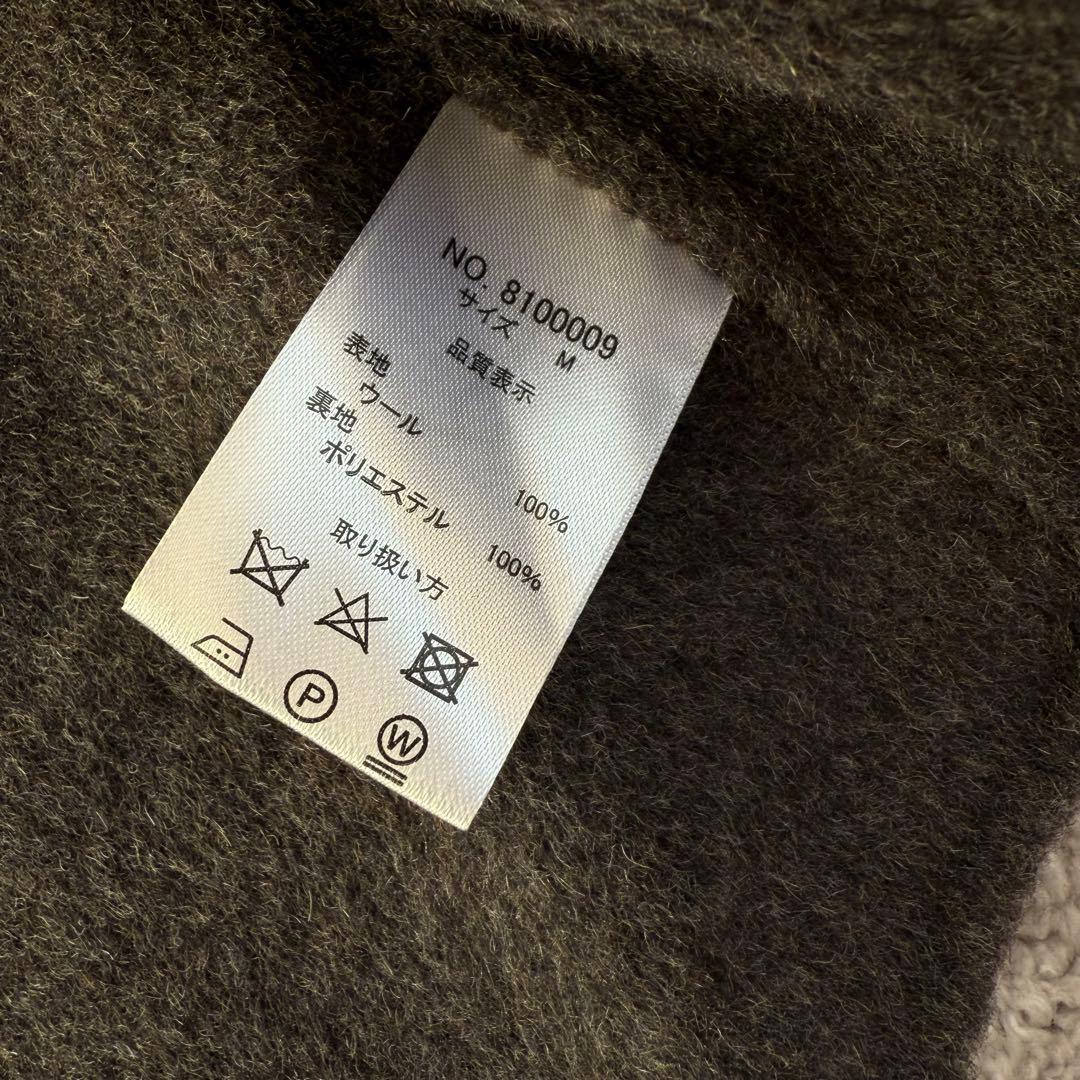 NO. 8100009
サイズ M
品質表示
表地
ウール 100%
裏地
ポリエステル 100%
取り扱い方
P
W